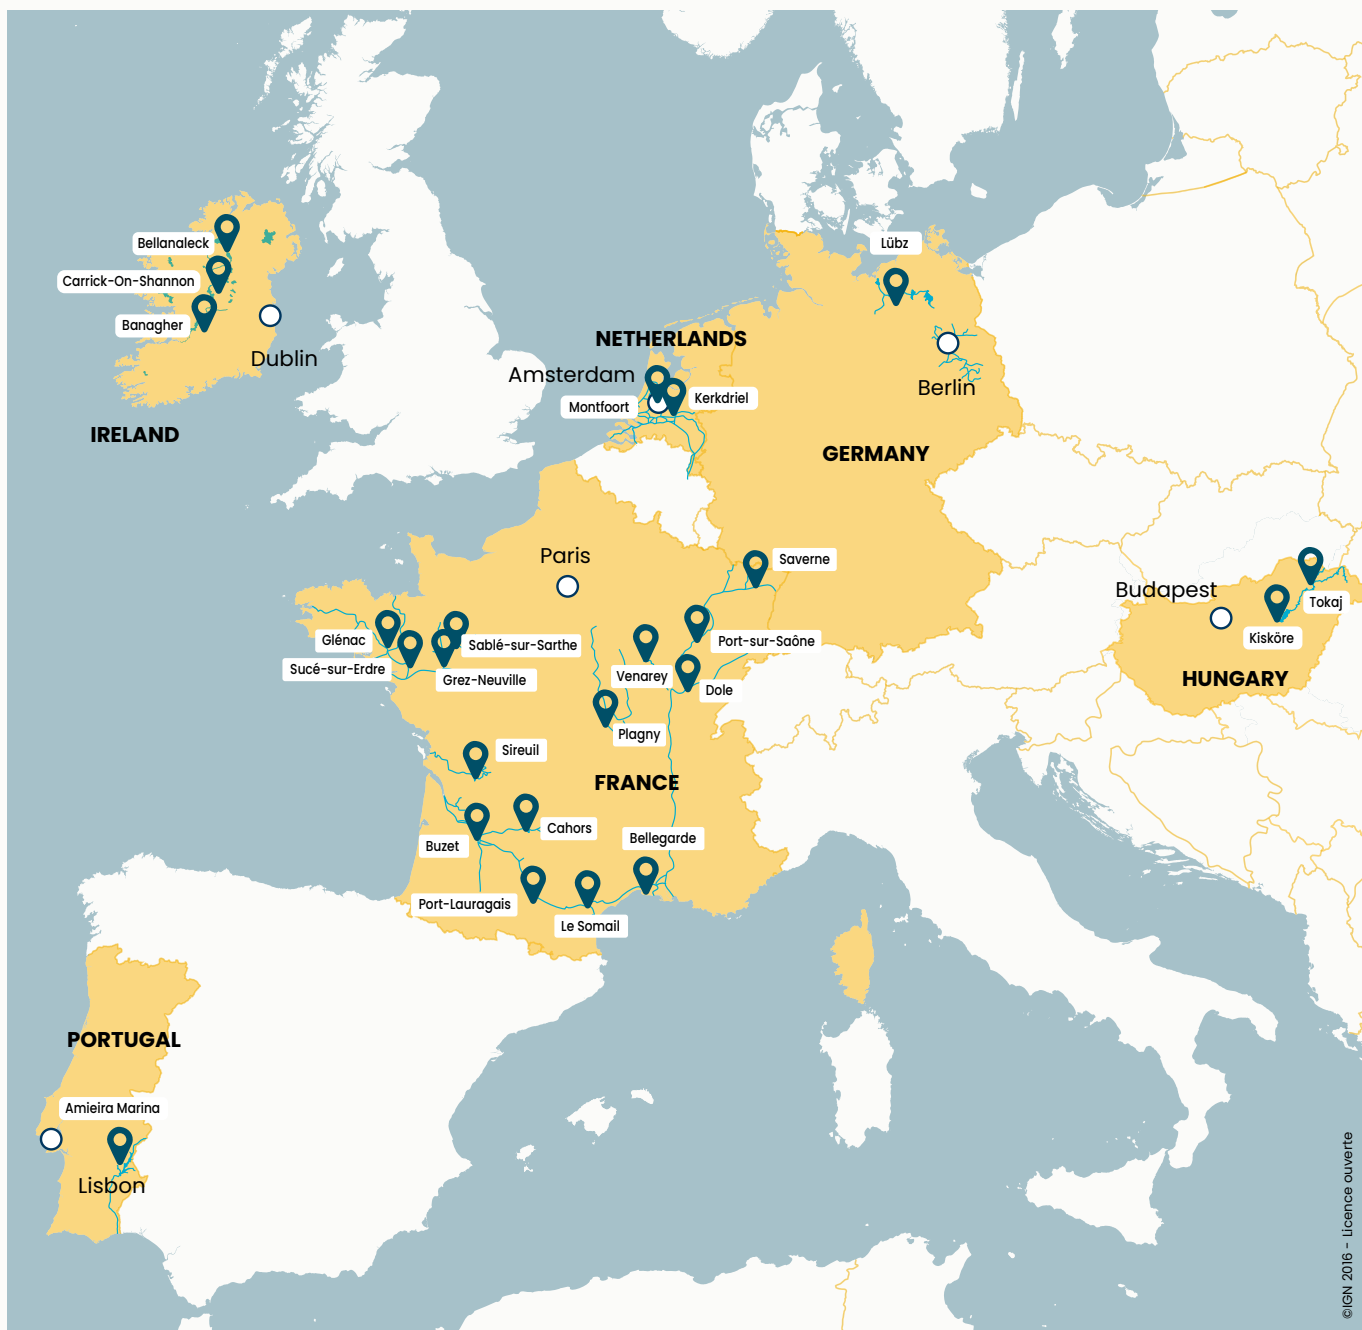 Bellanaleck
Lübz
Carrick-On-Shannon
Banagher
Dublin
NETHERLANDS
Amsterdam
Kerkdriel
Montfoort
Berlin
IRELAND
GERMANY
Paris
Saverne
Budapest
Tokaj
Kisköre
Glénac
Sablé-sur-Sarthe
Port-sur-Saône
Sucé-sur-Erdre
Grez-Neuville
Venarey
Dole
HUNGARY
Plagny
Sireuil
FRANCE
Cahors
Bellegarde
Buzet
Port-Lauragais
Le Somail
PORTUGAL
Amieira Marina
Lisbon
©IGN 2016 - Licence ouverte